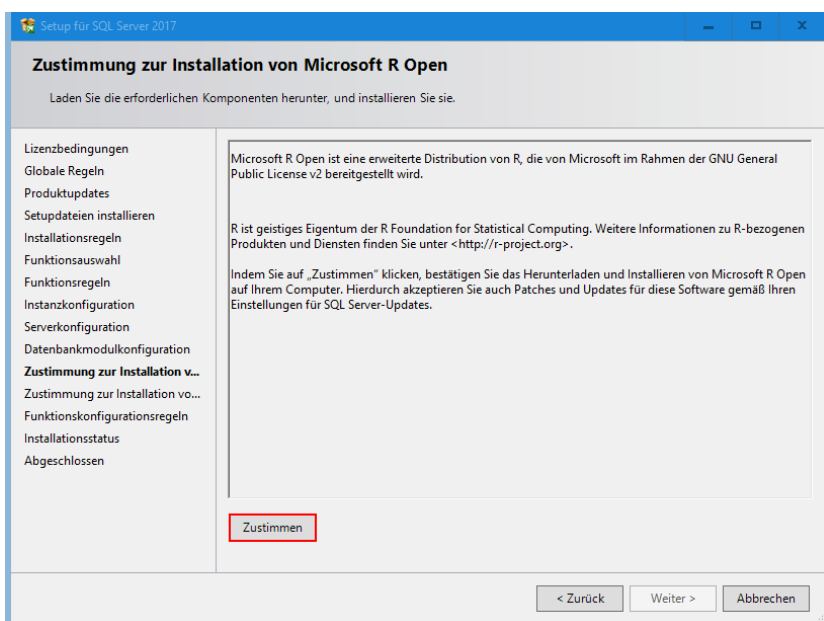 Setup für SQL Server 2017
Zustimmung zur Installation von Microsoft R Open
Laden Sie die erforderlichen Komponenten herunter, und installieren Sie sie.
Lizenzbedingungen
Globale Regeln
Produktupdates
Setupdateien installieren
Installationsregeln
Funktionsauswahl
Funktionsregeln
Instanzkonfiguration
Serverkonfiguration
Datenbankmodulkonfiguration
Zustimmung zur Installation v...
Zustimmung zur Installation vo...
Funktionskonfigurationsregeln
Installationsstatus
Abgeschlossen
Microsoft R Open ist eine erweiterte Distribution von R, die von Microsoft im Rahmen der GNU General
Public License v2 bereitgestellt wird.
R ist geistiges Eigentum der R Foundation for Statistical Computing. Weitere Informationen zu R-bezogenen
Produkten und Diensten finden Sie unter <http://r-project.org>.
Indem Sie auf „Zustimmen" klicken, bestätigen Sie das Herunterladen und Installieren von Microsoft R Open
auf Ihrem Computer. Hierdurch akzeptieren Sie auch Patches und Updates für diese Software gemäß Ihren
Einstellungen für SQL Server-Updates.
Zustimmen
< Zurück
Weiter >
Abbrechen